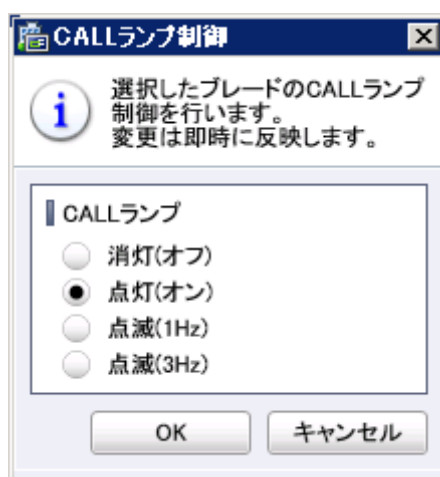 CALLランプ制御
選択したブレードのCALLランプ
制御を行います。
変更は即時に反映します。
CALLランプ
消灯(オフ)
点灯(オン)
点滅(1Hz)
点滅(3Hz)
OK キャンセル